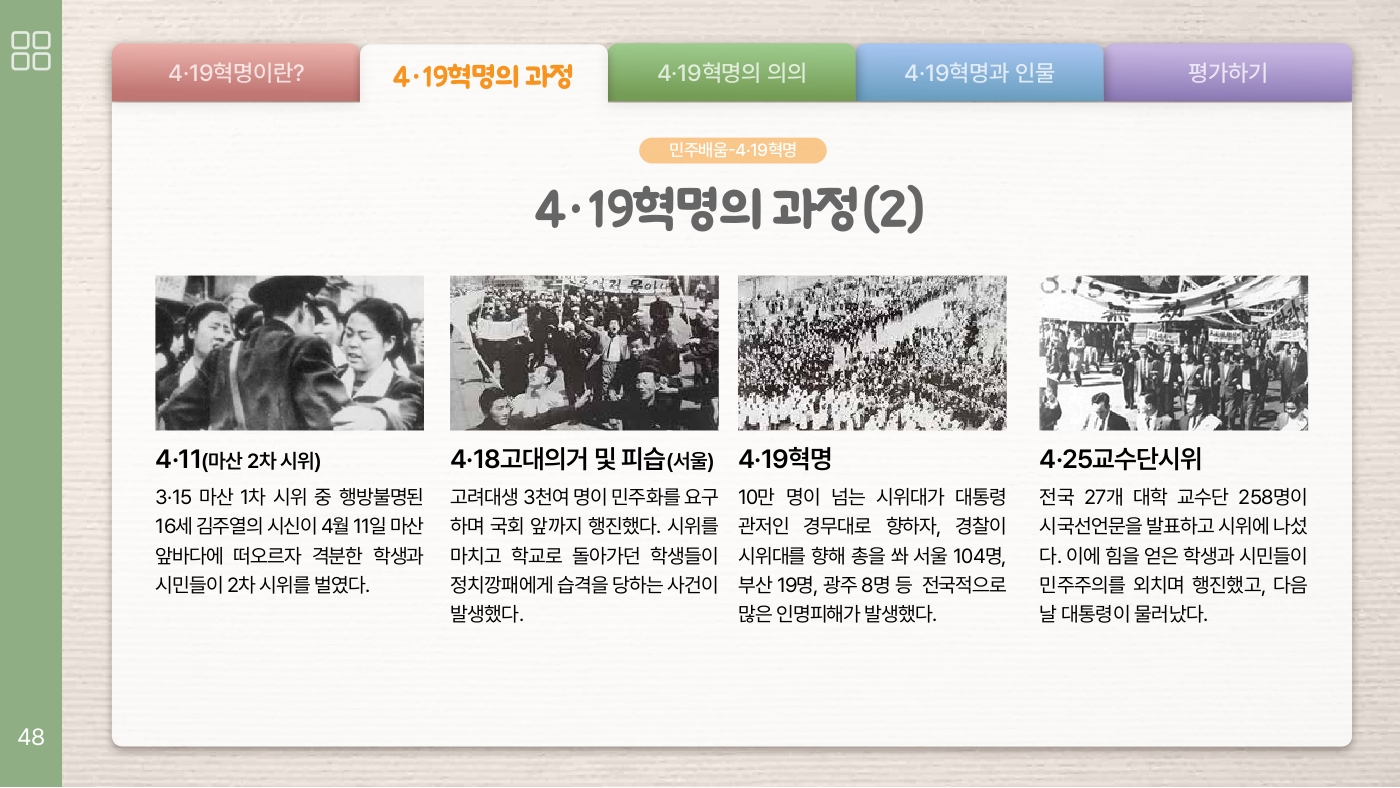 4·19혁명이란?
4·19혁명의 과정
4·19혁명의 의의
4·19혁명과 인물
평가하기
민주배움-4·19혁명
4·19혁명의 과정(2)
4·11(마산 2차 시위)
3·15 마산 1차 시위 중 행방불명된
16세 김주열의 시신이 4월 11일 마산
앞바다에 떠오르자 격분한 학생과
시민들이 2차 시위를 벌였다.
4·18고대의거 및 피습(서울)
고려대생 3천여 명이 민주화를 요구
하며 국회 앞까지 행진했다. 시위를
마치고 학교로 돌아가던 학생들이
정치깡패에게 습격을 당하는 사건이
발생했다.
4·19혁명
10만 명이 넘는 시위대가 대통령
관저인 경무대로 향하자, 경찰이
시위대를 향해 총을 쏴 서울 104명,
부산 19명, 광주 8명 등 전국적으로
많은 인명피해가 발생했다.
4·25교수단시위
전국 27개 대학 교수단 258명이
시국선언문을 발표하고 시위에 나섰
다. 이에 힘을 얻은 학생과 시민들이
민주주의를 외치며 행진했고, 다음
날 대통령이 물러났다.
48